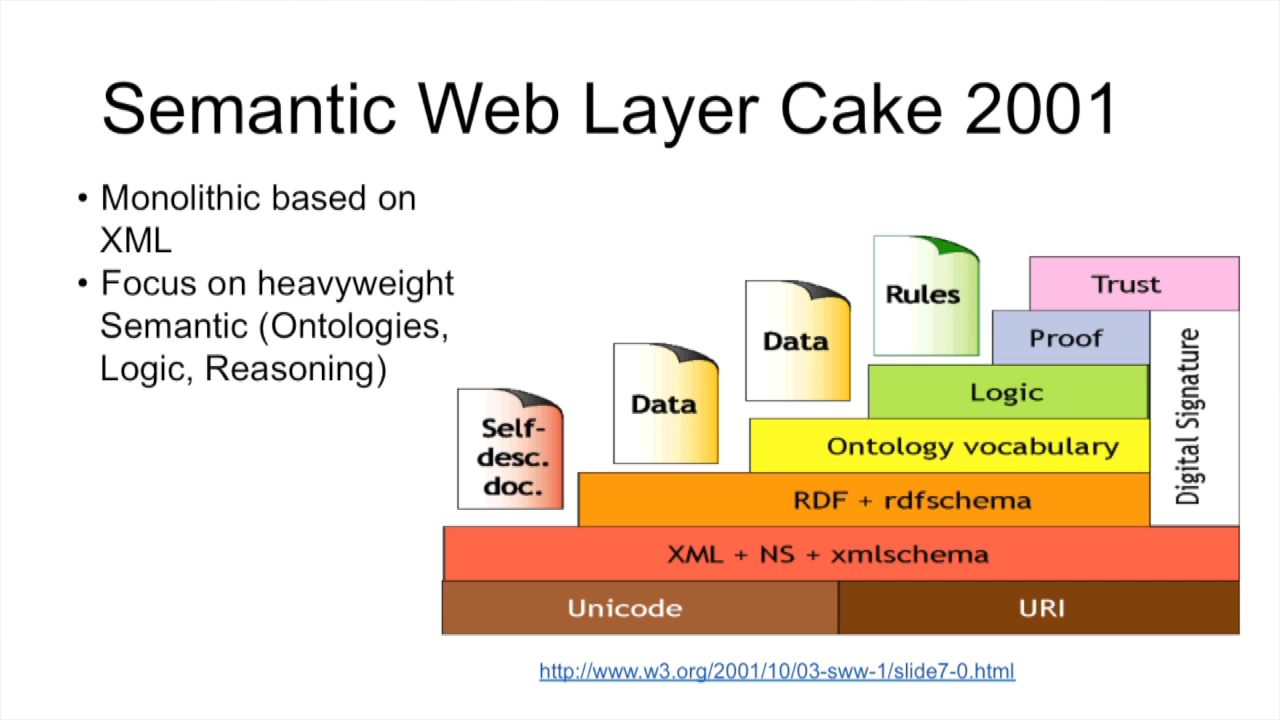 Semantic Web Layer Cake 2001
• Monolithic based on
XML
• Focus on heavyweight
Semantic (Ontologies,
Logic, Reasoning)
Self-
desc.
doc.
Data
Data
Rules
Trust
Proof
Logic
Digital Signature
Ontology vocabulary
RDF + rdfschema
XML + NS + xmlschema
Unicode
URI
http://www.w3.org/2001/10/03-sww-1/slide7-0.html